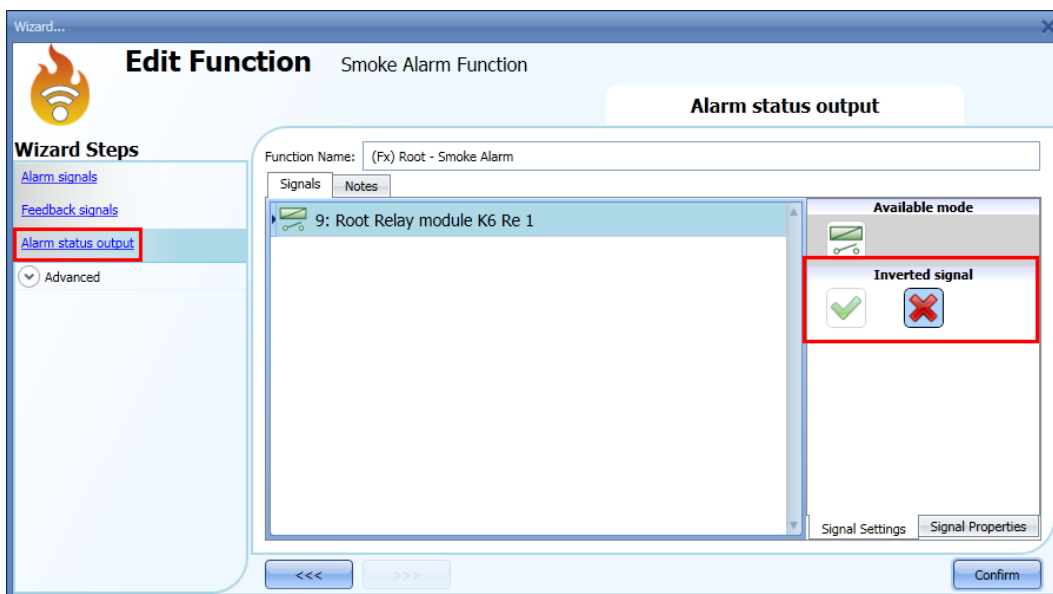 Wizard...
Edit Function Smoke Alarm Function
Alarm status output
Wizard Steps
Alarm signals
Feedback signals
Alarm status output
Advanced
Function Name: (Fx) Root - Smoke Alarm
Signals Notes
9: Root Relay module K6 Re 1
Available mode
Inverted signal
Signal Settings Signal Properties
<<< >>> Confirm